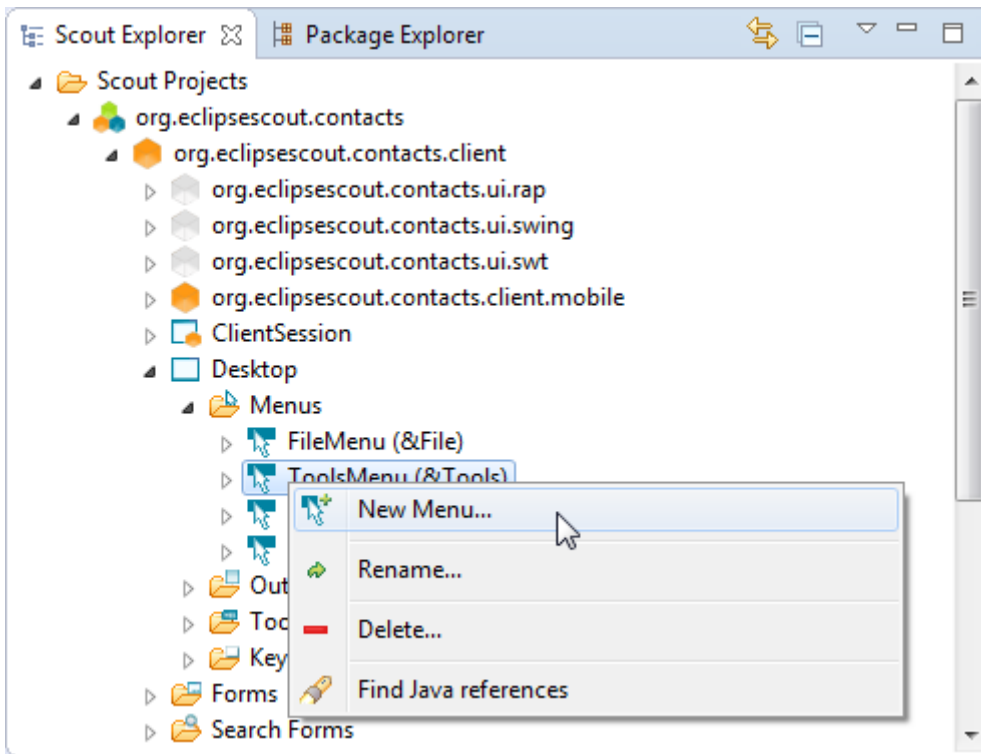 Scout Explorer Package Explorer
Scout Projects
org.eclipsescout.contacts
org.eclipsescout.contacts.client
org.eclipsescout.contacts.ui.rap
org.eclipsescout.contacts.ui.swing
org.eclipsescout.contacts.ui.swt
org.eclipsescout.contacts.client.mobile
ClientSession
Desktop
Menus
FileMenu (&File)
ToolsMenu (&Tools)
New Menu...
Rename...
Out
Delete...
Key
Forms
Find Java references
Search Forms